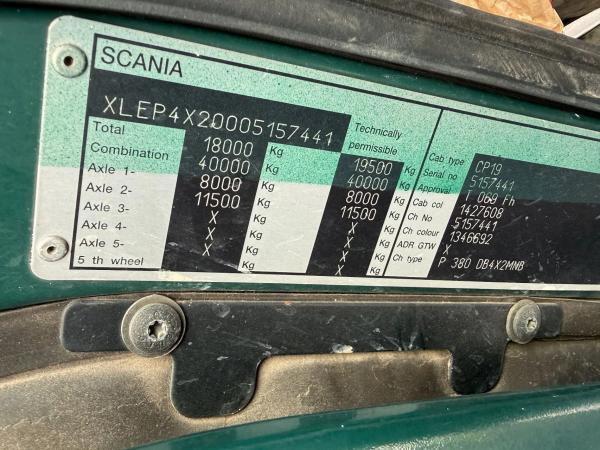 SCANIA
XLEP4X20005157441
Technically
permissible
Total 18000 Kg 19500 Kg
Combination 40000 Kg 40000 Kg
Axle 1- 8000 Kg 8000 Kg
Axle 2- 11500 Kg 11500 Kg
Axle 3- X Kg X Kg
Axle 4- X Kg X Kg
Axle 5- X Kg X Kg
5 th wheel X Kg X Kg
Cab type CP19
Serial no 5157441
Approval Fh
Cab col 1427608
Ch No 5157441
Ch colour 1346692
ADR GTW X
Ch type P 380 DB4X2MNB